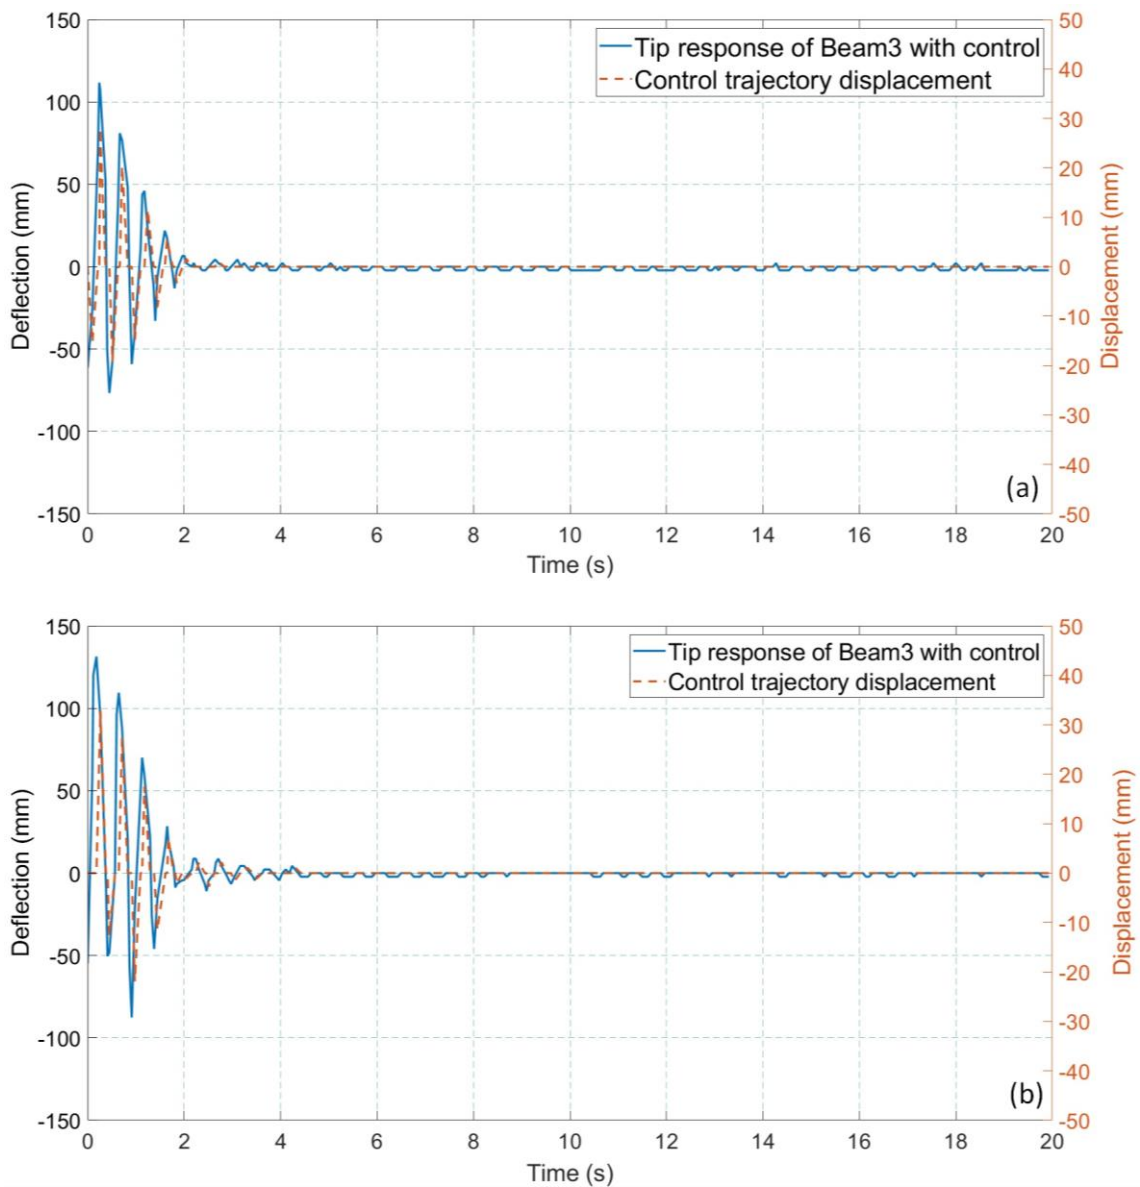 150
100
50
0
-50
-100
-150
Deflection (mm)
Tip response of Beam3 with control
Control trajectory displacement
50
40
30
20
10
0
-10
-20
-30
-40
-50
Displacement (mm)
(a)
0 2 4 6 8 10 12 14 16 18 20
Time (s)
150
100
50
0
-50
-100
-150
Deflection (mm)
Tip response of Beam3 with control
Control trajectory displacement
50
40
30
20
10
0
-10
-20
-30
-40
-50
Displacement (mm)
(b)
0 2 4 6 8 10 12 14 16 18 20
Time (s)